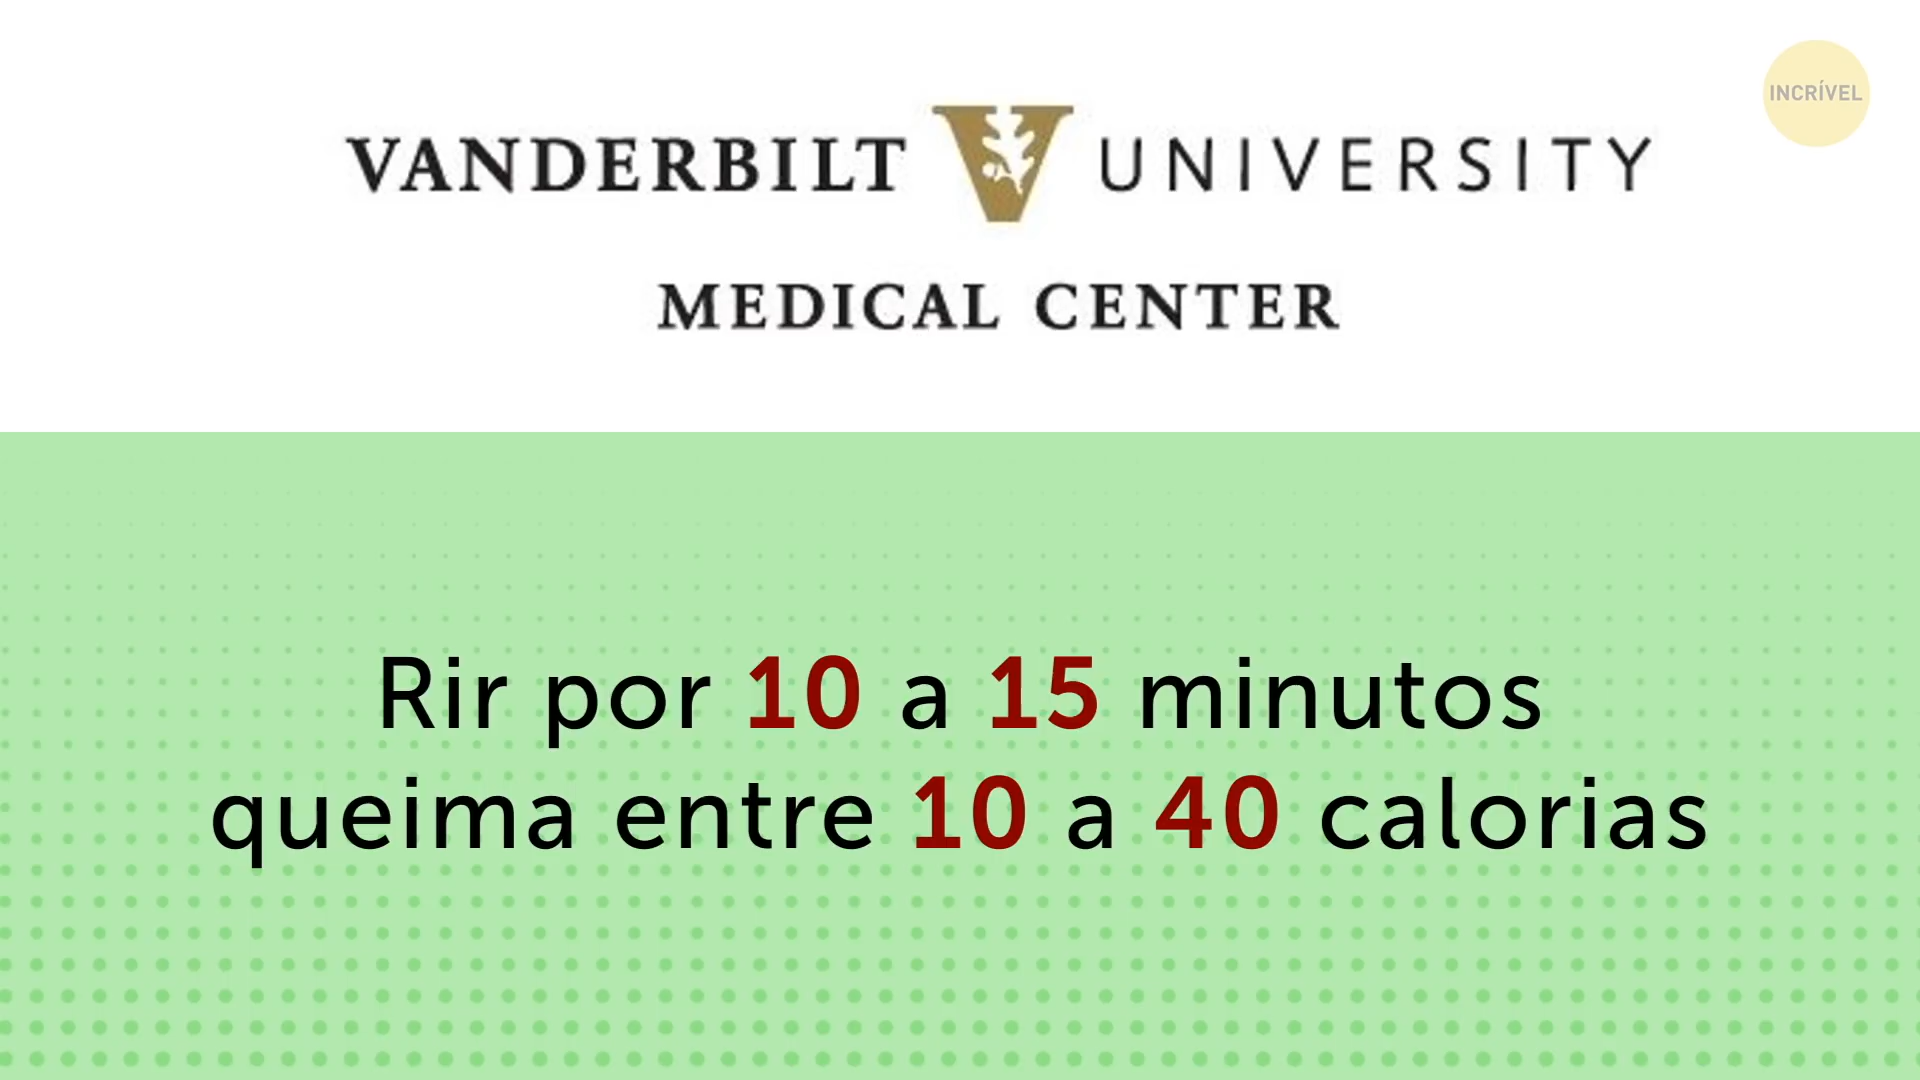 INCRÍVEL
VANDERBILT V UNIVERSITY
MEDICAL CENTER
Rir por 10 a 15 minutos
queima entre 10 a 40 calorias